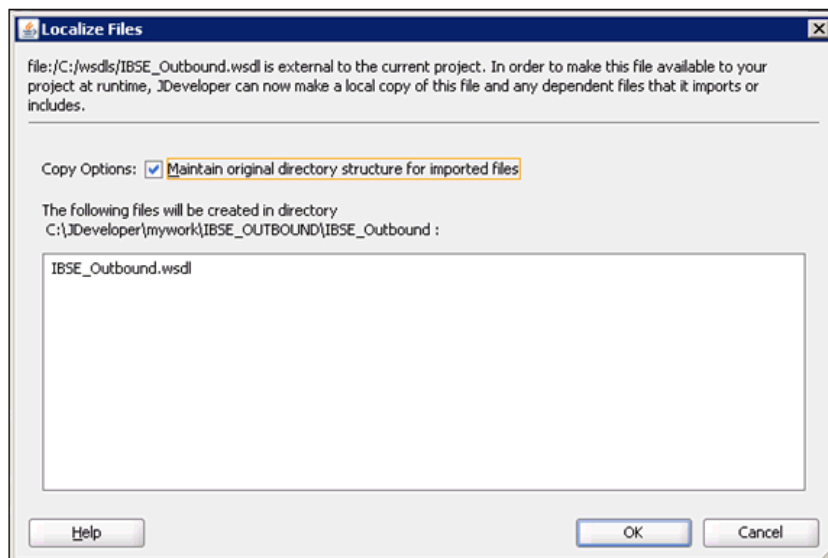 Localize Files
file:/C:/wsdls/IBSE_Outbound.wsdl is external to the current project. In order to make this file available to your
project at runtime, JDeveloper can now make a local copy of this file and any dependent files that it imports or
includes.
Copy Options: Maintain original directory structure for imported files
The following files will be created in directory
C:\JDeveloper\mywork\IBSE_OUTBOUND\IBSE_Outbound :
IBSE_Outbound.wsdl
Help OK Cancel